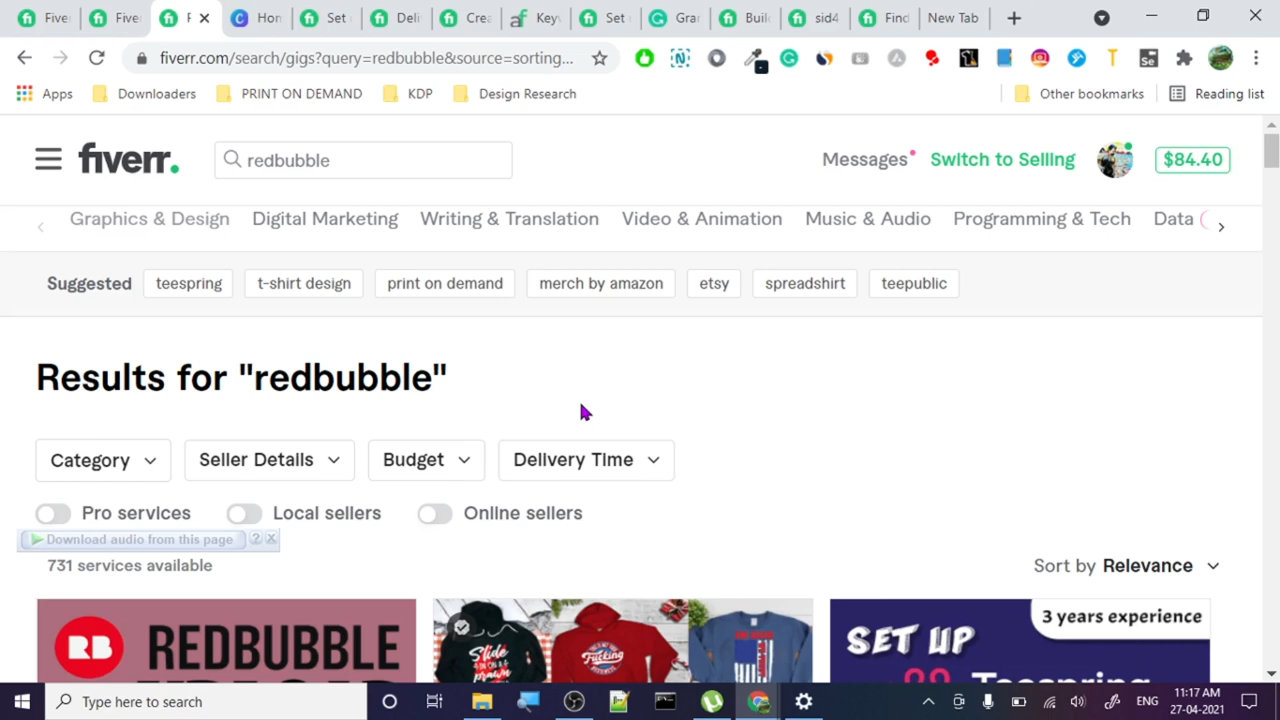 Five
Five
F
Hon
Set
Deli
Crea
Key
Set
Gra
Buil
sid4
Find
New Tab
fiverr.com/search/gigs?query=redbubble&source=sorting...
Apps
Downloaders
PRINT ON DEMAND
KDP
Design Research
Other bookmarks
Reading list
fiverr.
redbubble
Messages
Switch to Selling
$84.40
Graphics & Design
Digital Marketing
Writing & Translation
Video & Animation
Music & Audio
Programming & Tech
Data
Suggested
teespring
t-shirt design
print on demand
merch by amazon
etsy
spreadshirt
teepublic
Results for "redbubble"
Category
Seller Details
Budget
Delivery Time
Pro services
Local sellers
Online sellers
Download audio from this page
?
731 services available
Sort by Relevance
RB
REDBUBBLE
Slide
SET UP
3 years experience
Type here to search
ENG
11:17 AM
27-04-2021